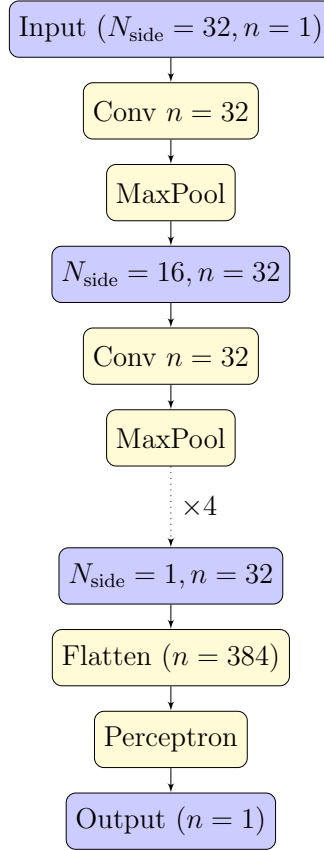 Input (N_side = 32, n = 1)
Conv n = 32
MaxPool
N_side = 16, n = 32
Conv n = 32
MaxPool
×4
N_side = 1, n = 32
Flatten (n = 384)
Perceptron
Output (n = 1)